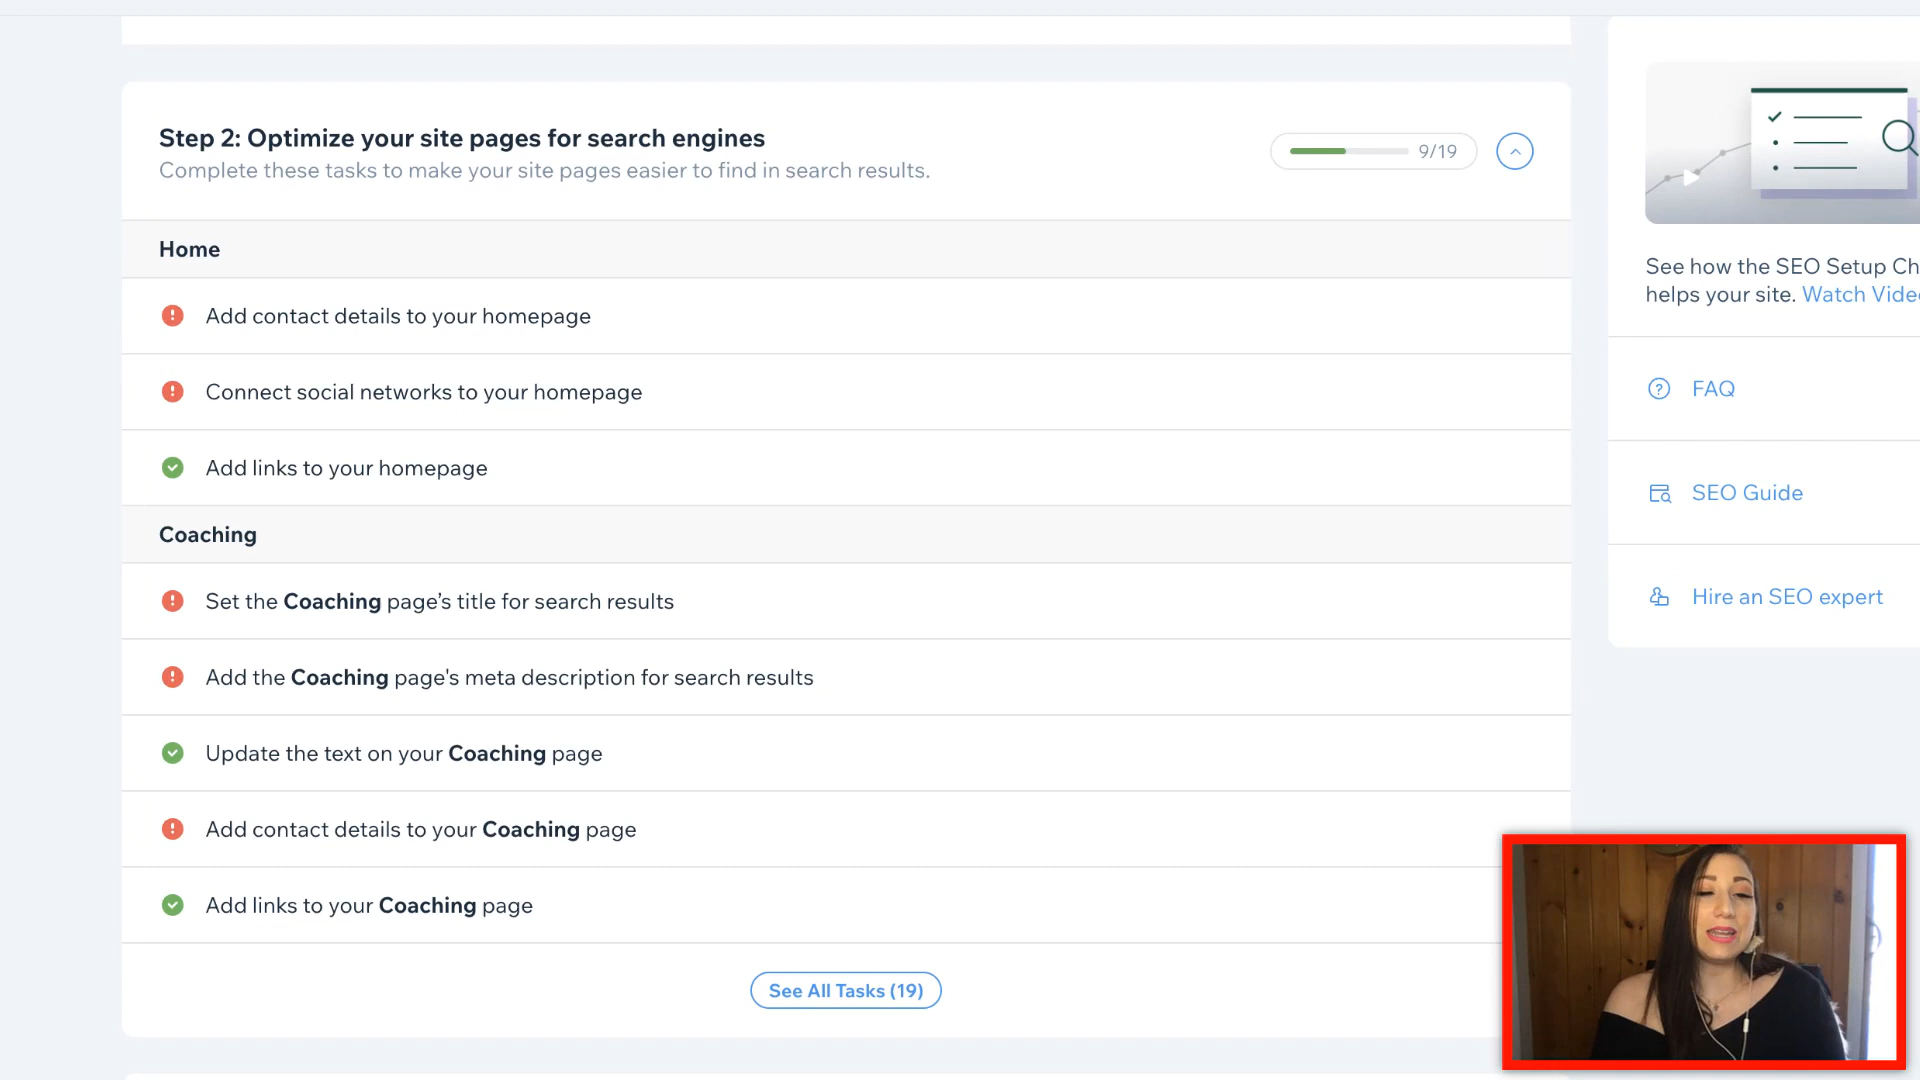 Step 2: Optimize your site pages for search engines
Complete these tasks to make your site pages easier to find in search results.
9/19
Home
Add contact details to your homepage
Connect social networks to your homepage
Add links to your homepage
Coaching
Set the Coaching page’s title for search results
Add the Coaching page's meta description for search results
Update the text on your Coaching page
Add contact details to your Coaching page
Add links to your Coaching page
See All Tasks (19)
See how the SEO Setup
helps your site. Watch
FAQ
SEO Guide
Hire an SEO expert